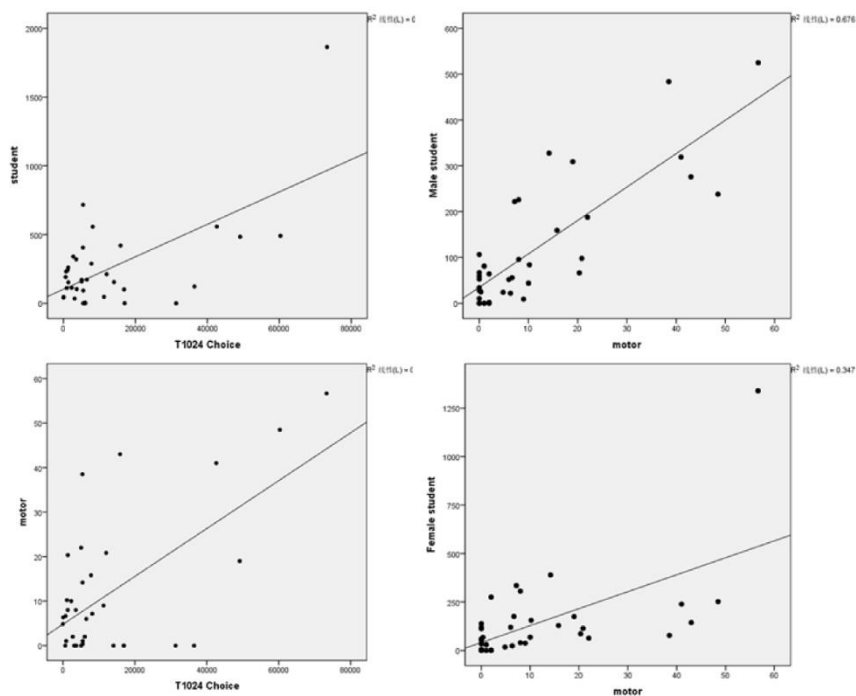 R² 线性(L) = 0
2000
1500
1000
500
0
student
0 20000 40000 60000 80000
T1024 Choice
R² 线性(L) = 0.676
600
500
400
300
200
100
0
Male student
0 10 20 30 40 50 60
motor
R² 线性(L) = 0
60
50
40
30
20
10
0
motor
0 20000 40000 60000 80000
T1024 Choice
R² 线性(L) = 0.347
1250
1000
750
500
250
0
Female student
0 10 20 30 40 50 60
motor